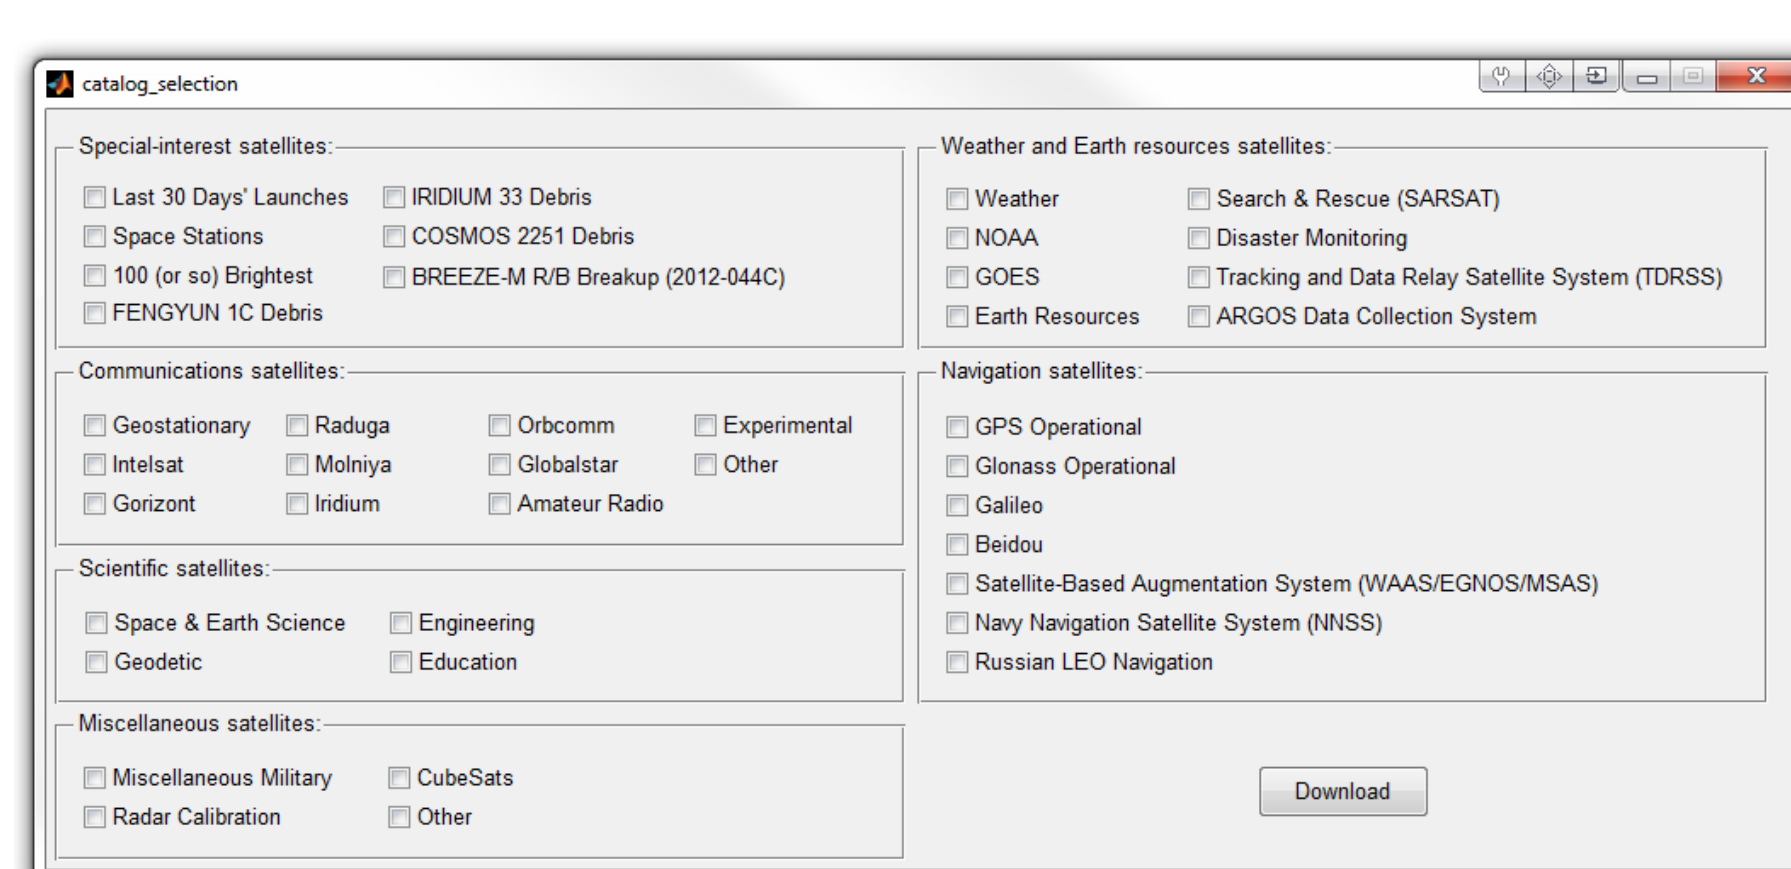 catalog_selection
Special-interest satellites:
Last 30 Days' Launches
IRIDIUM 33 Debris
Space Stations
COSMOS 2251 Debris
100 (or so) Brightest
BREEZE-M R/B Breakup (2012-044C)
FENGYUN 1C Debris
Weather and Earth resources satellites:
Weather
Search & Rescue (SARSAT)
NOAA
Disaster Monitoring
GOES
Tracking and Data Relay Satellite System (TDRSS)
Earth Resources
ARGOS Data Collection System
Communications satellites:
Geostationary
Raduga
Orbcomm
Experimental
Intelsat
Molniya
Globalstar
Other
Gorizont
Iridium
Amateur Radio
Navigation satellites:
GPS Operational
Glonass Operational
Galileo
Beidou
Satellite-Based Augmentation System (WAAS/EGNOS/MSAS)
Navy Navigation Satellite System (NNSS)
Russian LEO Navigation
Scientific satellites:
Space & Earth Science
Engineering
Geodetic
Education
Miscellaneous satellites:
Miscellaneous Military
CubeSats
Radar Calibration
Other
Download